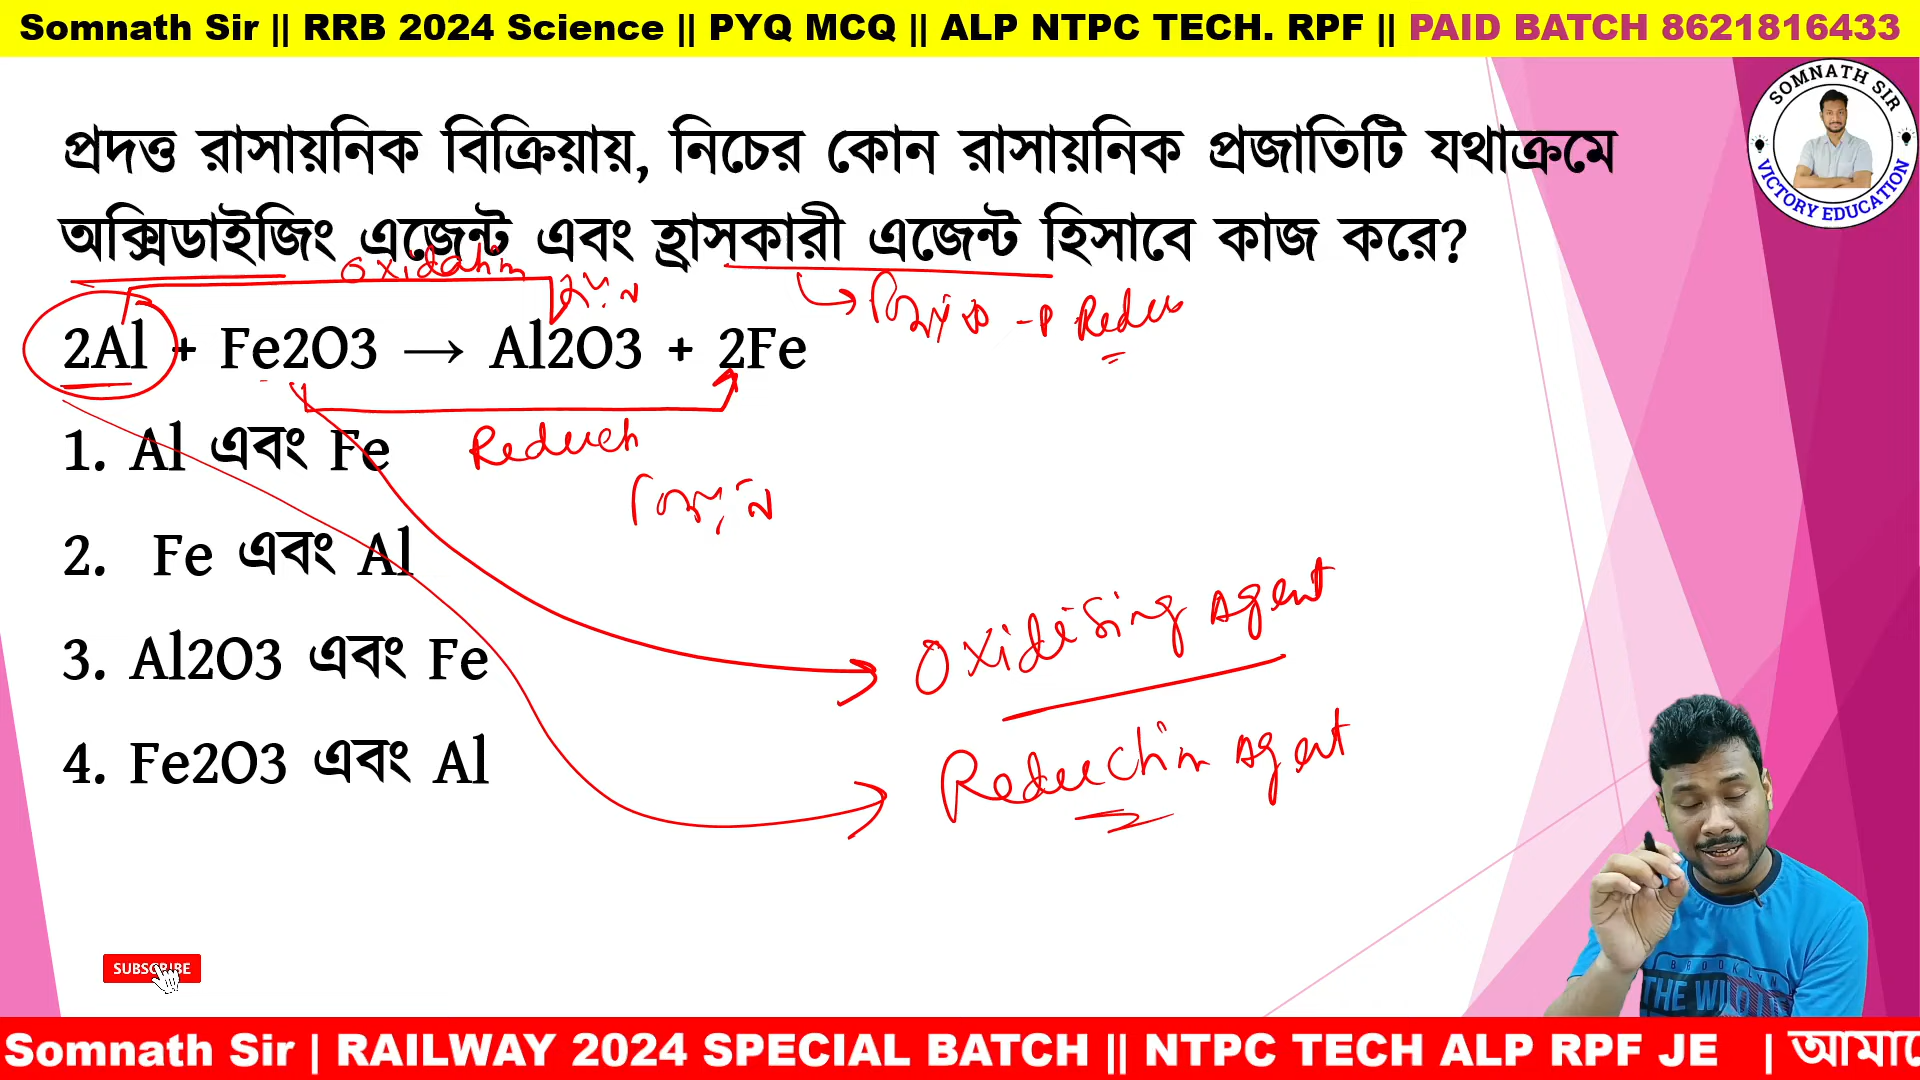 Somnath Sir || RRB 2024 Science || PYQ MCQ || ALP NTPC TECH. RPF || PAID BATCH 8621816433
SOMNATH SIR
VICTORY EDUCATION
প্রদত্ত রাসায়নিক বিক্রিয়ায়, নিচের কোন রাসায়নিক প্রজাতিটি যথাক্রমে
অক্সিডাইজিং এজেন্ট এবং হ্রাসকারী এজেন্ট হিসাবে কাজ করে?
2Al + Fe2O3 → Al2O3 + 2Fe
1. Al এবং Fe
2. Fe এবং Al
3. Al2O3 এবং Fe
4. Fe2O3 এবং Al
Oxidising Agent
Reduction Agent
SUBSCRIBE
BROOKLYN
THE WILD
Somnath Sir | RAILWAY 2024 SPECIAL BATCH || NTPC TECH ALP RPF JE |